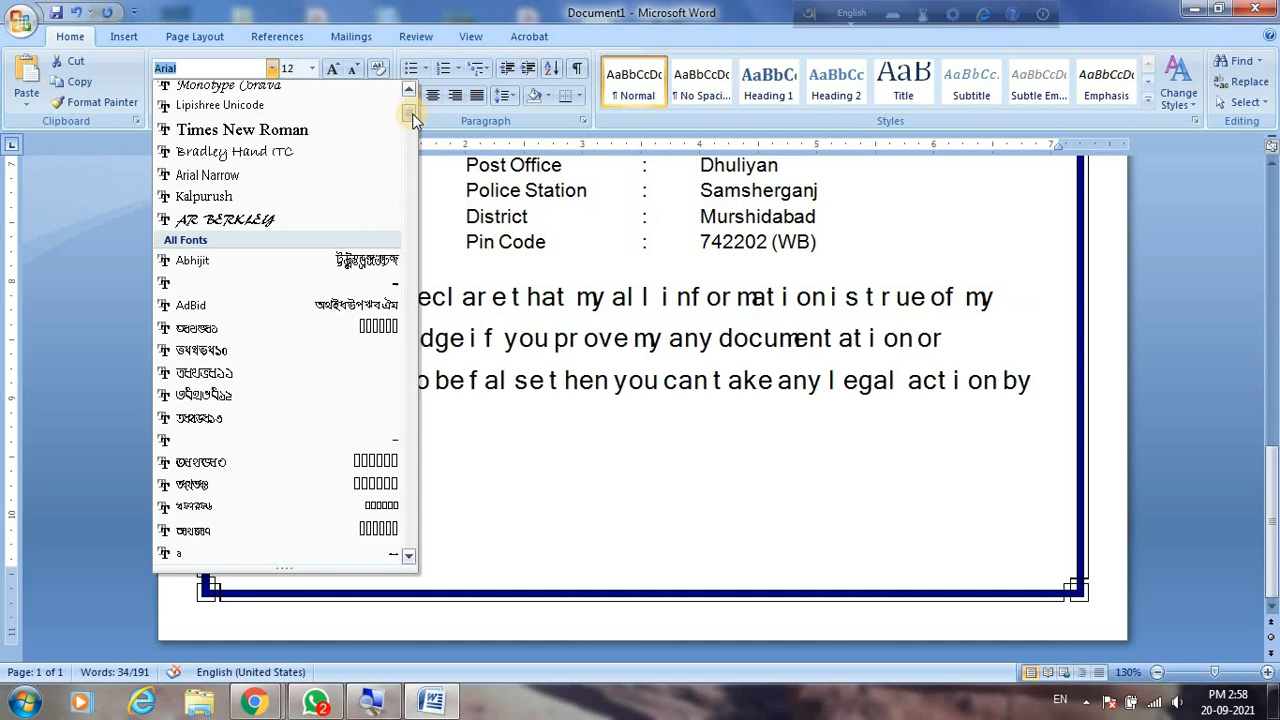 Document1 - Microsoft Word
English
Home Insert Page Layout References Mailings Review View Acrobat
Paste
Cut
Copy
Format Painter
Clipboard
Arial 12
Paragraph
AaBbCcDc AaBbCcDc AaBbCc AaBbCc AaB AaBbCcl AaBbCcDc AaBbCcDc
¶ Normal ¶ No Spaci... Heading 1 Heading 2 Title Subtitle Subtle Em... Emphasis
Change Styles
Styles
Find
Replace
Select
Editing
Monotype Corsiva
Lipishree Unicode
Times New Roman
Bradley Hand ITC
Arial Narrow
Kalpurush
AR BERKLEY
All Fonts
Abhijit
AdBid
a
Post Office : Dhuliyan
Police Station : Samsherganj
District : Murshidabad
Pin Code : 742202 (WB)
ecl ar e t hat my al l i nf or mat i on i s t r ue of my
dge i f you pr ove my any document at i on or
o be f al se t hen you can t ake any l egal act i on by
Page: 1 of 1 Words: 34/191 English (United States) 130%
EN
PM 2:58
20-09-2021